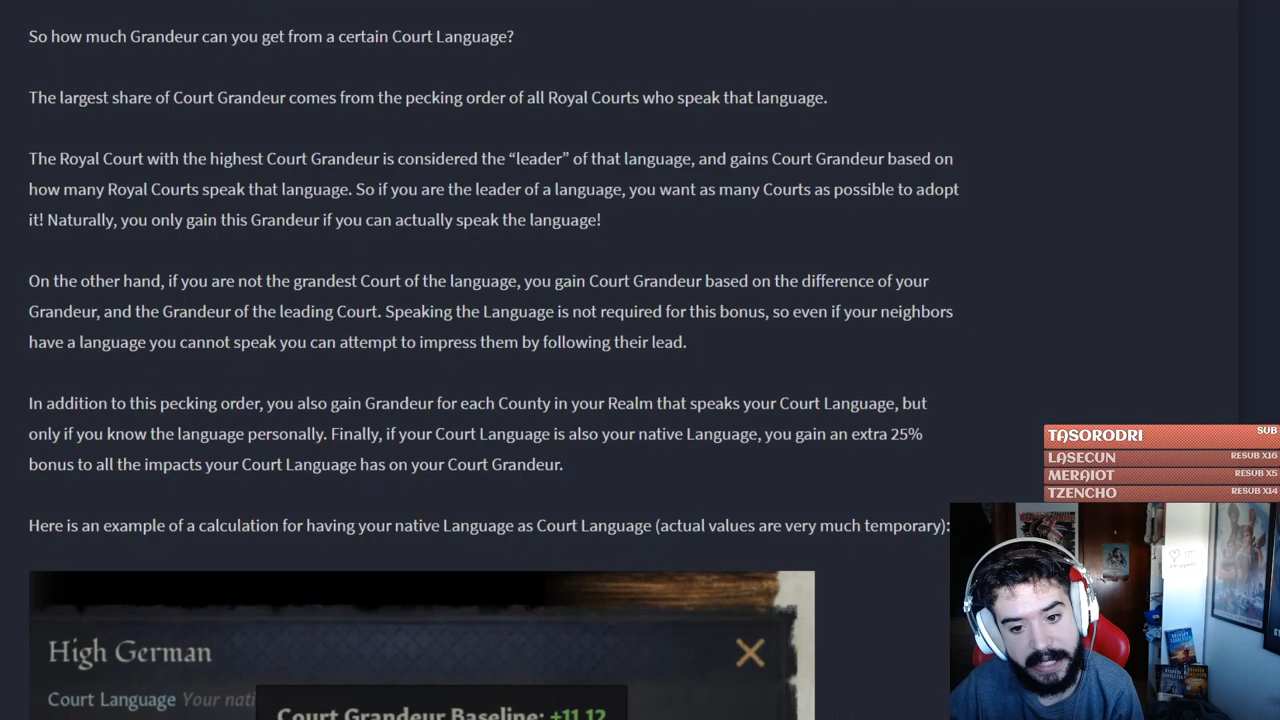 So how much Grandeur can you get from a certain Court Language?
The largest share of Court Grandeur comes from the pecking order of all Royal Courts who speak that language.
The Royal Court with the highest Court Grandeur is considered the “leader” of that language, and gains Court Grandeur based on
how many Royal Courts speak that language. So if you are the leader of a language, you want as many Courts as possible to adopt
it! Naturally, you only gain this Grandeur if you can actually speak the language!
On the other hand, if you are not the grandest Court of the language, you gain Court Grandeur based on the difference of your
Grandeur, and the Grandeur of the leading Court. Speaking the Language is not required for this bonus, so even if your neighbors
have a language you cannot speak you can attempt to impress them by following their lead.
In addition to this pecking order, you also gain Grandeur for each County in your Realm that speaks your Court Language, but
only if you know the language personally. Finally, if your Court Language is also your native Language, you gain an extra 25%
bonus to all the impacts your Court Language has on your Court Grandeur.
Here is an example of a calculation for having your native Language as Court Language (actual values are very much temporary):
TASORODRI SUB
LASECUN RESUB X16
MERAIOT RESUB X5
TZENCHO RESUB X14
High German
Court Language Your nati
Court Grandeur Baseline: +11.12